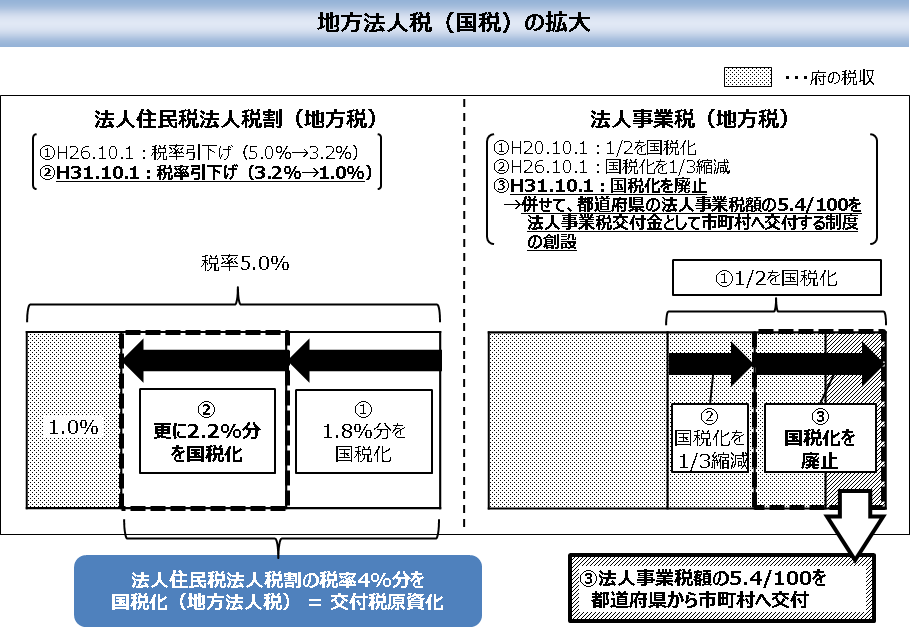 地方法人税（国税）の拡大
・・・府の税収
法人住民税法人税割（地方税）
①H26.10.1：税率引下げ（5.0%→3.2%）
②H31.10.1：税率引下げ（3.2%→1.0%）
税率5.0%
1.0%
②
更に2.2%分
を国税化
①
1.8%分を
国税化
法人住民税法人税割の税率4%分を
国税化（地方法人税） ＝ 交付税原資化
法人事業税（地方税）
①H20.10.1：1/2を国税化
②H26.10.1：国税化を1/3縮減
③H31.10.1：国税化を廃止
→併せて、都道府県の法人事業税額の5.4/100を
法人事業税交付金として市町村へ交付する制度
の創設
①1/2を国税化
②
国税化を
1/3縮減
③
国税化を
廃止
③法人事業税額の5.4/100を
都道府県から市町村へ交付